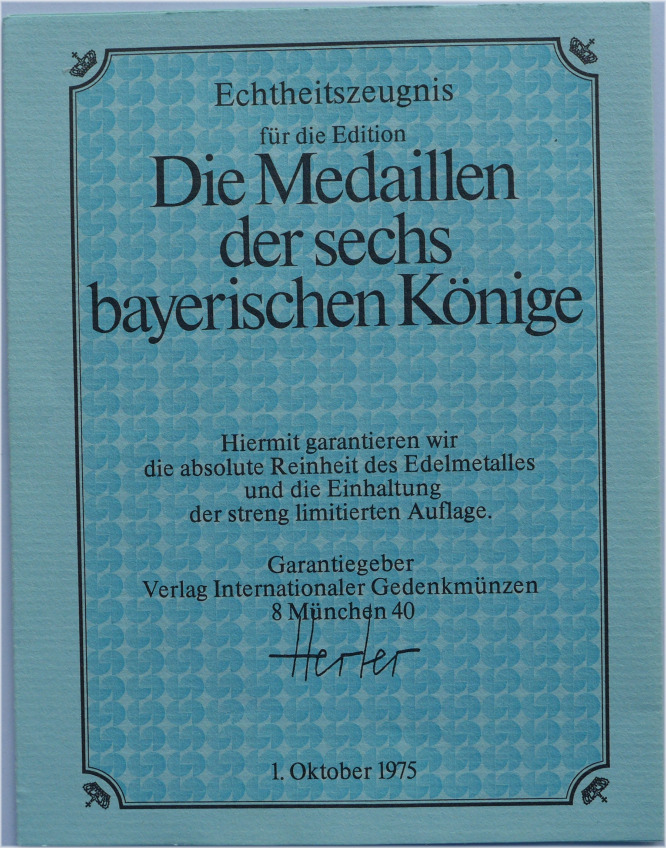 Echtheitszeugnis
für die Edition
Die Medaillen
der sechs
bayerischen Könige
Hiermit garantieren wir
die absolute Reinheit des Edelmetalles
und die Einhaltung
der streng limitierten Auflage.
Garantiegeber
Verlag Internationaler Gedenkmünzen
8 München 40
1. Oktober 1975